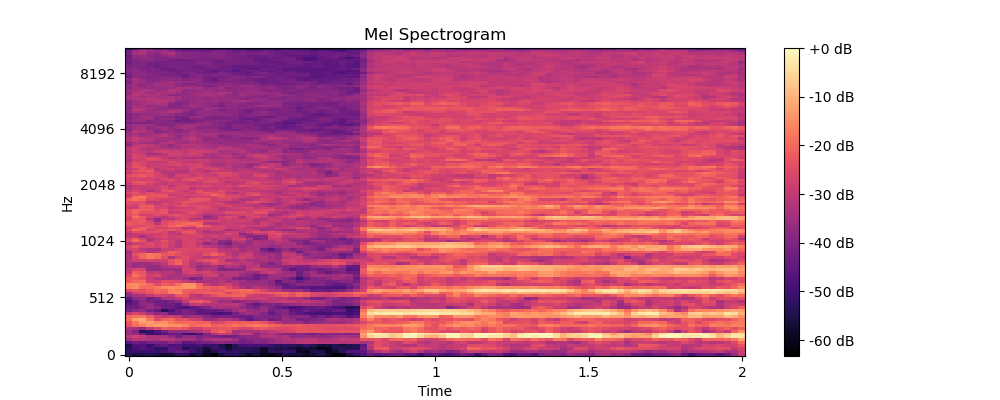 Mel Spectrogram
Hz
8192
4096
2048
1024
512
0
0 0.5 1 1.5 2
Time
+0 dB
-10 dB
-20 dB
-30 dB
-40 dB
-50 dB
-60 dB